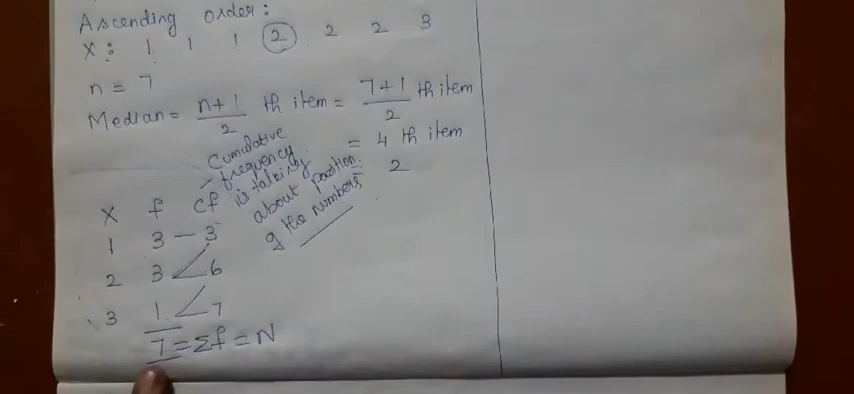 Ascending order:
X: 1 1 1 2 2 2 3
n = 7
Median = n+1/2 th item = 7+1/2 th item
= 4 th item
= 2
Cumulative
frequency
is talking
about position
of the numbers
X f cf
1 3 – 3
2 3 6
3 1 7
7 = Σf = N